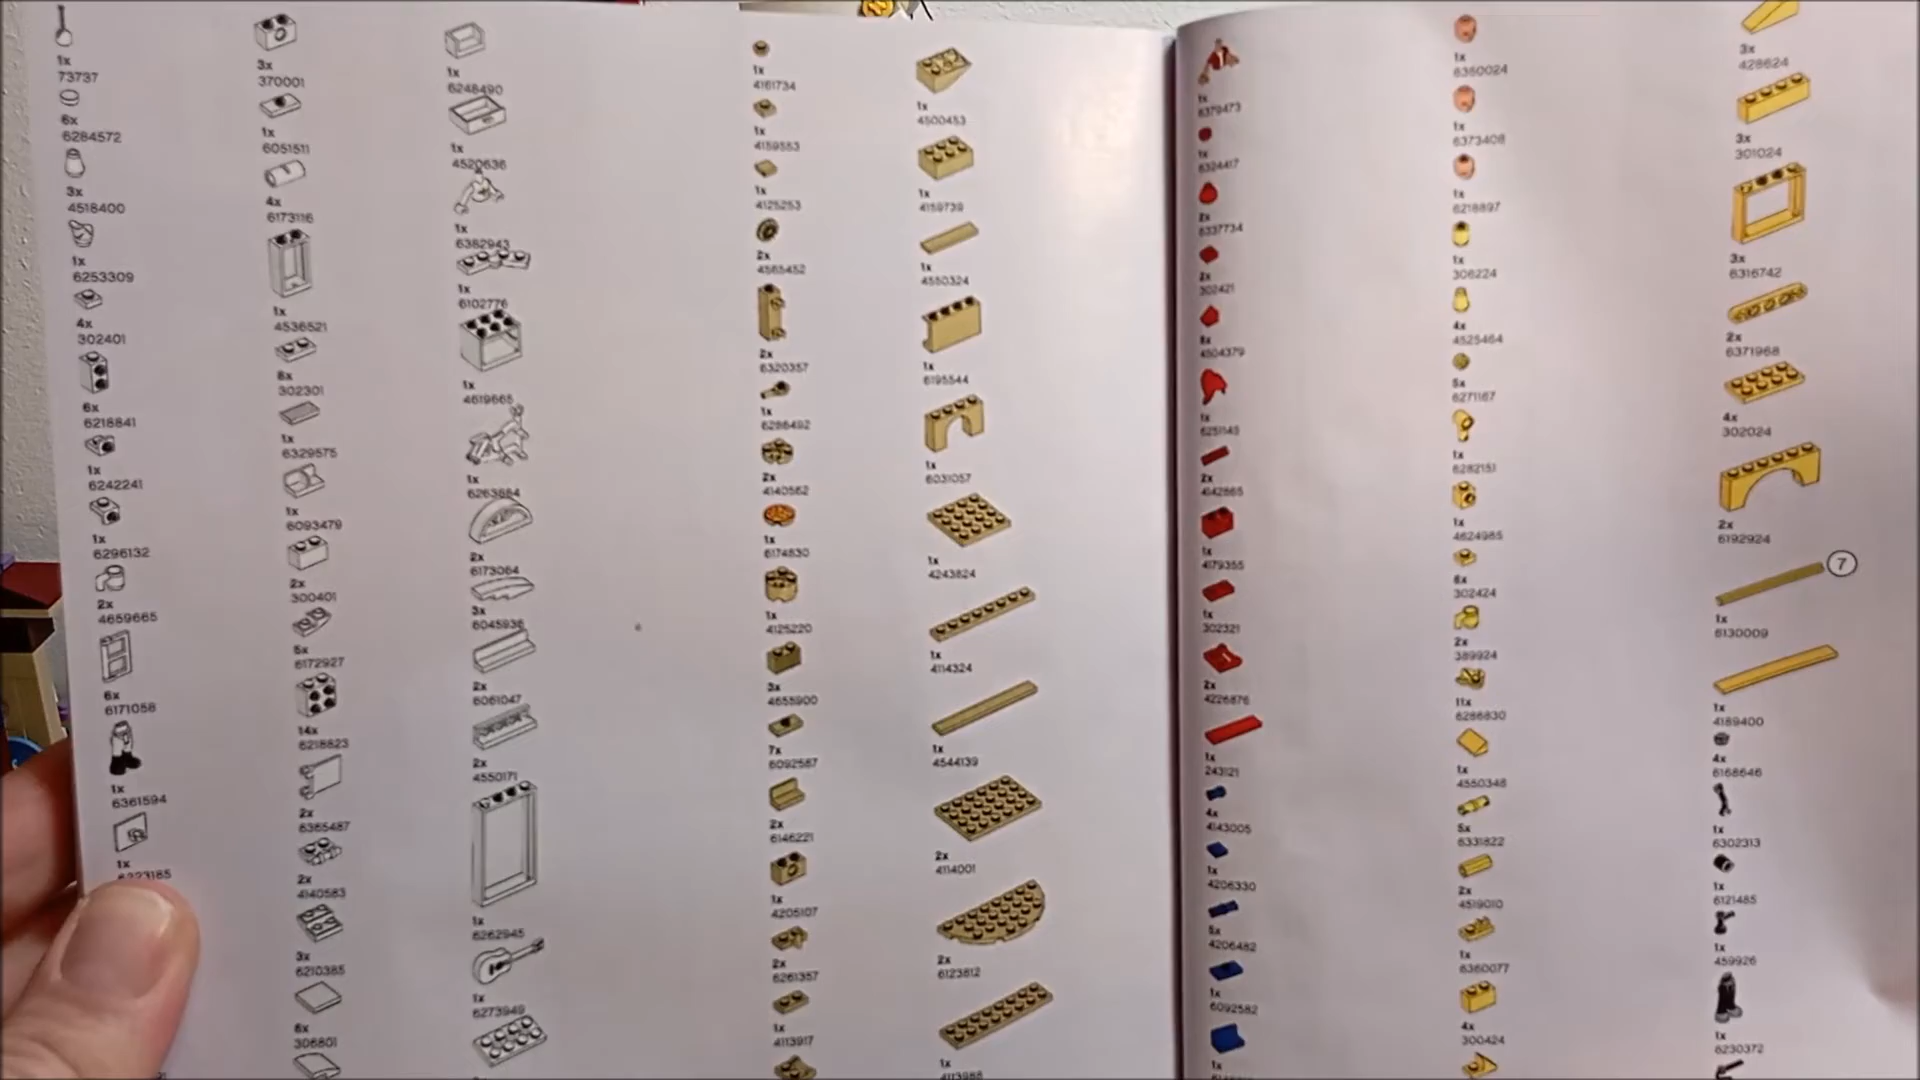 1x
73737
6x
6284572
3x
4518400
1x
6253309
4x
302401
6x
6218841
1x
6242241
1x
6296132
2x
4659665
6x
6171058
1x
6361594
1x
3x
370001
1x
6051511
4x
6173116
1x
4536521
8x
302301
1x
6329575
1x
6093479
2x
300401
5x
6172927
14x
6218823
2x
6365487
2x
4140583
3x
6210385
6x
306801
1x
6248490
1x
4520636
1x
6382943
1x
6102776
1x
4619665
1x
2x
6173064
3x
6045936
2x
6061047
2x
4550171
1x
6262945
1x
6273949
1x
4161734
1x
4159553
1x
4125253
2x
4565452
2x
6320357
1x
6286492
2x
4140562
1x
6174830
1x
4125220
3x
4655900
7x
6092587
2x
6146221
1x
4205107
2x
6261357
1x
4113917
1x
4500453
1x
4159739
1x
4550324
1x
6195544
1x
6031057
1x
4243824
1x
4114324
1x
4544139
2x
4114001
2x
6123812
1x
4113988
1x
6379473
1x
6324417
2x
6337734
2x
302421
8x
4504379
1x
6251149
2x
4142865
1x
4179355
1x
302321
2x
4226876
1x
243121
4x
4143005
1x
4206330
5x
4206482
1x
6092582
1x
1x
6360024
1x
6373408
1x
6218897
1x
306224
4x
4525464
5x
6271167
1x
6282151
1x
4624985
6x
302424
2x
389924
11x
6286830
1x
4550348
5x
6331822
2x
4519010
1x
6360077
4x
300424
3x
428624
3x
301024
3x
6316742
2x
6371968
4x
302024
2x
6192924
7
1x
6130009
1x
4189400
4x
6168646
1x
6302313
1x
6121485
1x
459926
1x
6230372